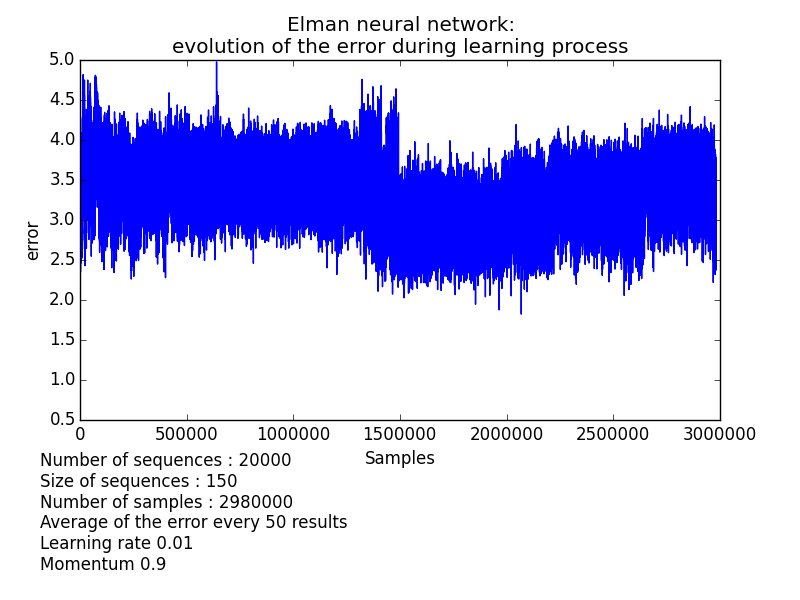 Elman neural network:
evolution of the error during learning process
5.0
4.5
4.0
3.5
3.0
2.5
2.0
1.5
1.0
0.5
error
0 500000 1000000 1500000 2000000 2500000 3000000
Samples
Number of sequences : 20000
Size of sequences : 150
Number of samples : 2980000
Average of the error every 50 results
Learning rate 0.01
Momentum 0.9